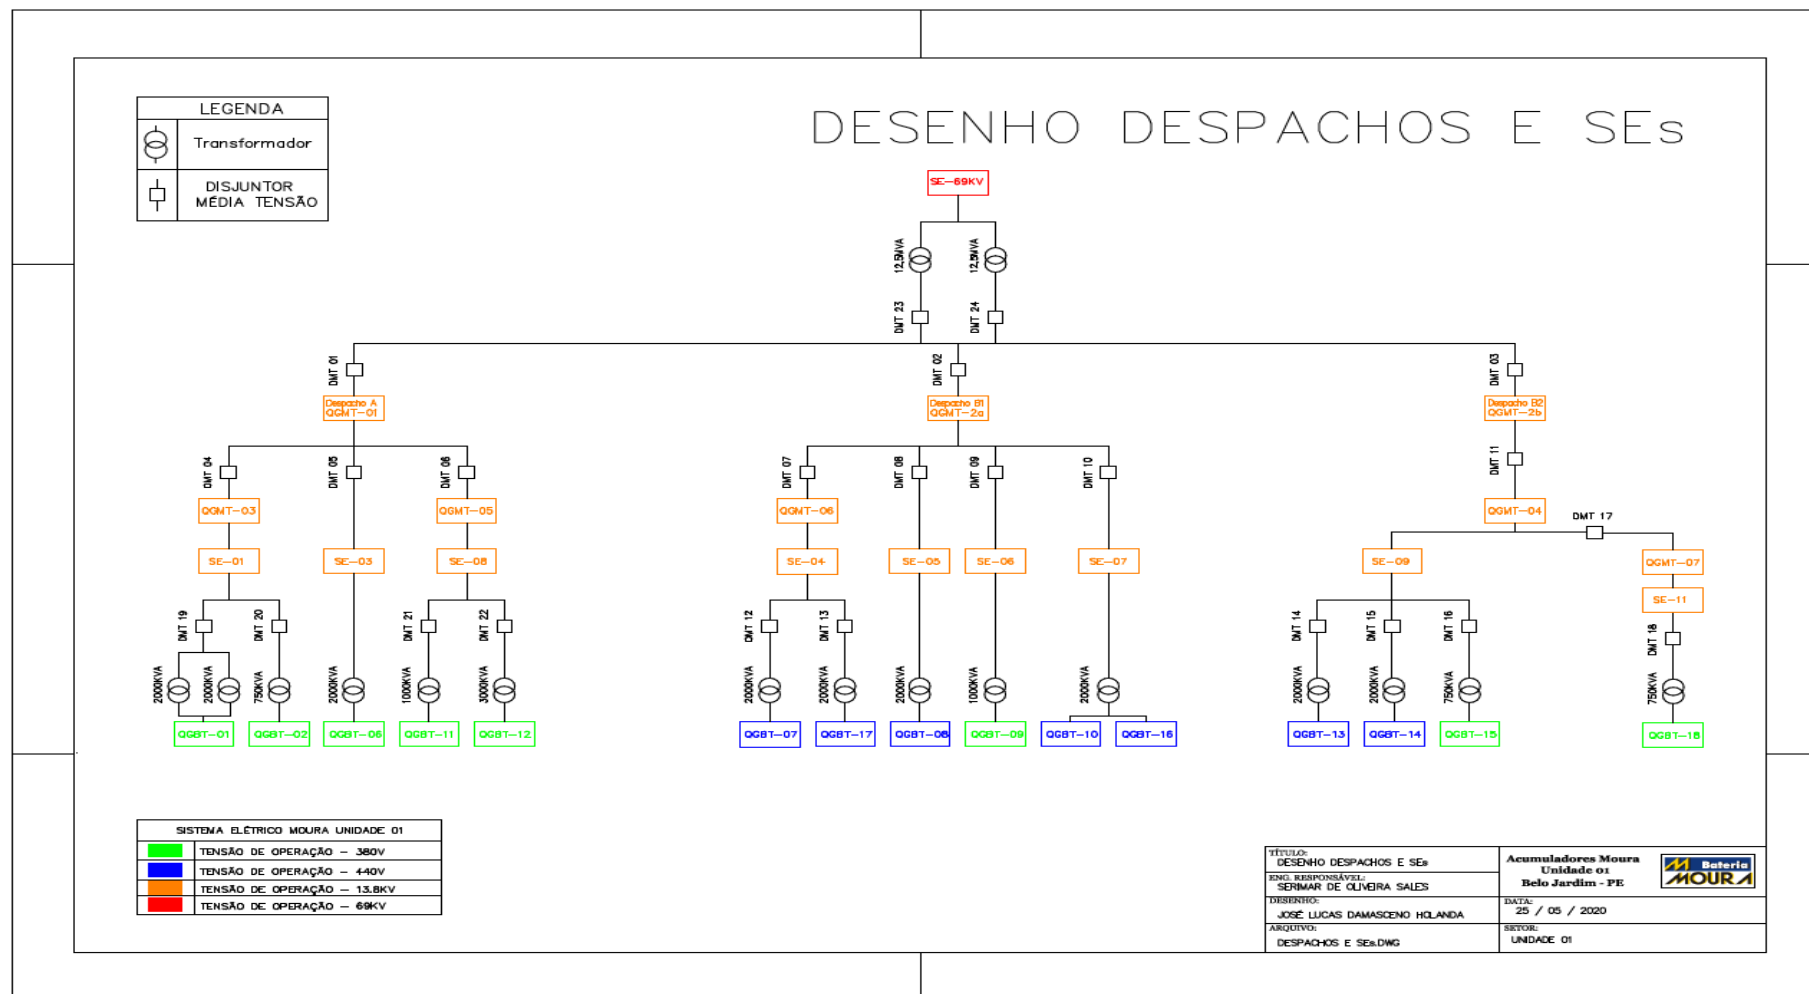 DESENHO DESPACHOS E SEs
LEGENDA
Transformador
DISJUNTOR
MÉDIA TENSÃO
SE-69KV
12,5MVA
12,5MVA
DMT 23
DMT 24
DMT 01
DMT 02
DMT 03
Despacho A
QGMT-01
Despacho B1
QGMT-2a
Despacho B2
QGMT-2b
DMT 04
DMT 05
DMT 06
DMT 07
DMT 08
DMT 09
DMT 10
DMT 11
QGMT-03
QGMT-05
QGMT-06
QGMT-04
DMT 17
SE-01
SE-03
SE-08
SE-04
SE-05
SE-06
SE-07
SE-09
QGMT-07
SE-11
DMT 19
DMT 20
DMT 21
DMT 22
DMT 12
DMT 13
DMT 14
DMT 15
DMT 16
DMT 18
2000KVA
2000KVA
750KVA
2000KVA
1000KVA
3000KVA
2000KVA
2000KVA
2000KVA
1000KVA
2000KVA
2000KVA
2000KVA
750KVA
750KVA
QGBT-01
QGBT-02
QGBT-06
QGBT-11
QGBT-12
QGBT-07
QGBT-17
QGBT-08
QGBT-09
QGBT-10
QGBT-16
QGBT-13
QGBT-14
QGBT-15
QGBT-18
SISTEMA ELÉTRICO MOURA UNIDADE 01
TENSÃO DE OPERAÇÃO - 380V
TENSÃO DE OPERAÇÃO - 440V
TENSÃO DE OPERAÇÃO - 13.8KV
TENSÃO DE OPERAÇÃO - 69KV
TÍTULO:
DESENHO DESPACHOS E SEs
ENG. RESPONSÁVEL:
SERIMAR DE OLIVEIRA SALES
DESENHO:
JOSÉ LUCAS DAMASCENO HOLANDA
ARQUIVO:
DESPACHOS E SEs.DWG
Acumuladores Moura
Unidade 01
Belo Jardim - PE
Bateria
MOURA
DATA:
25 / 05 / 2020
SETOR:
UNIDADE 01